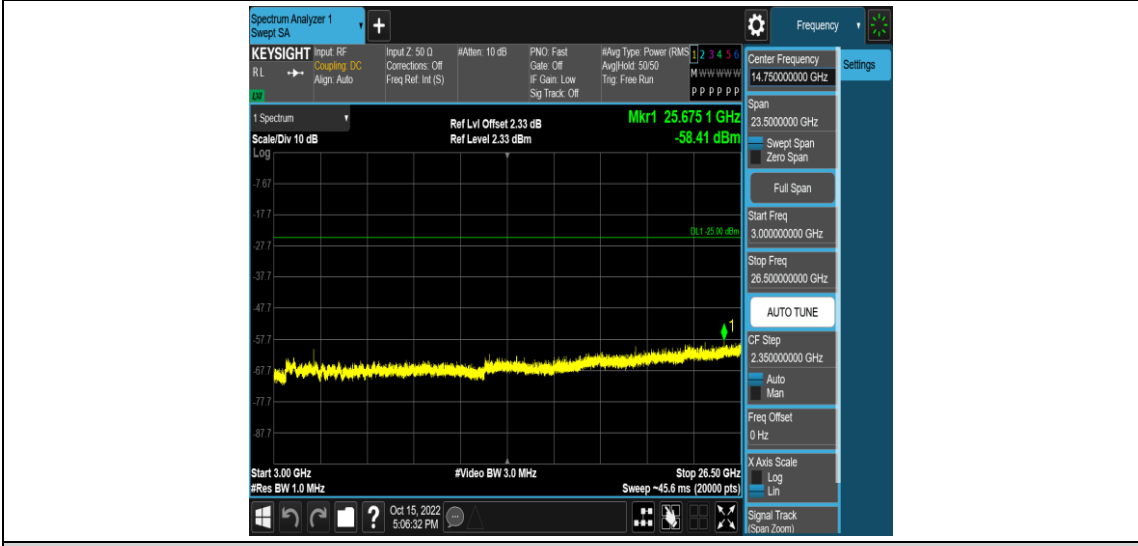 Spectrum Analyzer 1
Swept SA
+
Frequency
KEYSIGHT
RL
LXI
Input: RF
Coupling: DC
Align: Auto
Input Z: 50 Ω
Corrections: Off
Freq Ref: Int (S)
#Atten: 10 dB
PNO: Fast
Gate: Off
IF Gain: Low
Sig Track: Off
#Avg Type: Power (RMS
Avg|Hold: 50/50
Trig: Free Run
1 2 3 4 5 6
M W W W W W
P P P P P P
1 Spectrum
Scale/Div 10 dB
Log
Ref Lvl Offset 2.33 dB
Ref Level 2.33 dBm
Mkr1 25.675 1 GHz
-58.41 dBm
-7.67
-17.7
-27.7
-37.7
-47.7
-57.7
-67.7
-77.7
-87.7
DL1 -25.00 dBm
1
Start 3.00 GHz
#Res BW 1.0 MHz
#Video BW 3.0 MHz
Stop 26.50 GHz
Sweep ~45.6 ms (20000 pts)
?
Oct 15, 2022
5:06:32 PM
Center Frequency
14.750000000 GHz
Settings
Span
23.5000000 GHz
Swept Span
Zero Span
Full Span
Start Freq
3.000000000 GHz
Stop Freq
26.500000000 GHz
AUTO TUNE
CF Step
2.350000000 GHz
Auto
Man
Freq Offset
0 Hz
X Axis Scale
Log
Lin
Signal Track
(Span Zoom)